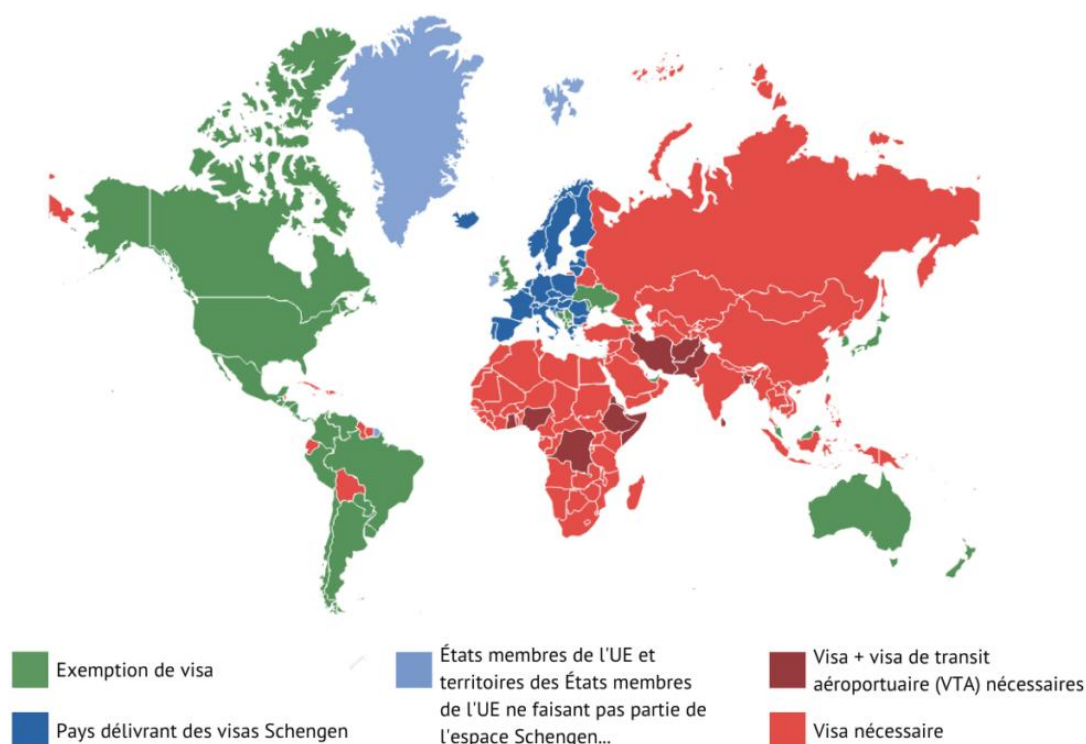 Exemption de visa
Pays délivrant des visas Schengen
États membres de l'UE et
territoires des États membres
de l'UE ne faisant pas partie de
l'espace Schengen...
Visa + visa de transit
aéroportuaire (VTA) nécessaires
Visa nécessaire